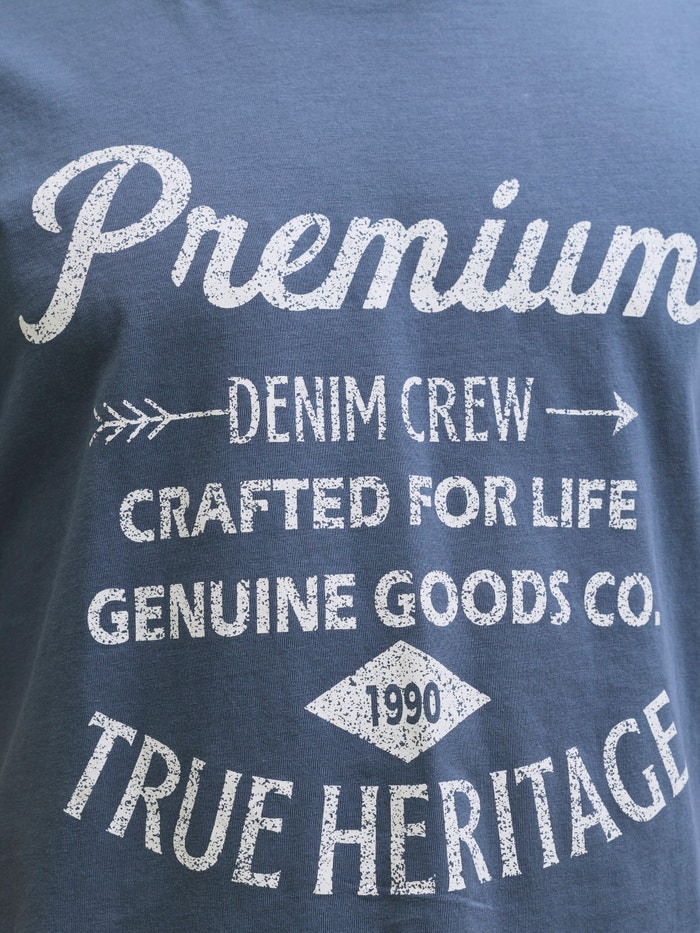 Premium
DENIM CREW
CRAFTED FOR LIFE
GENUINE GOODS CO.
1990
TRUE HERITAGE